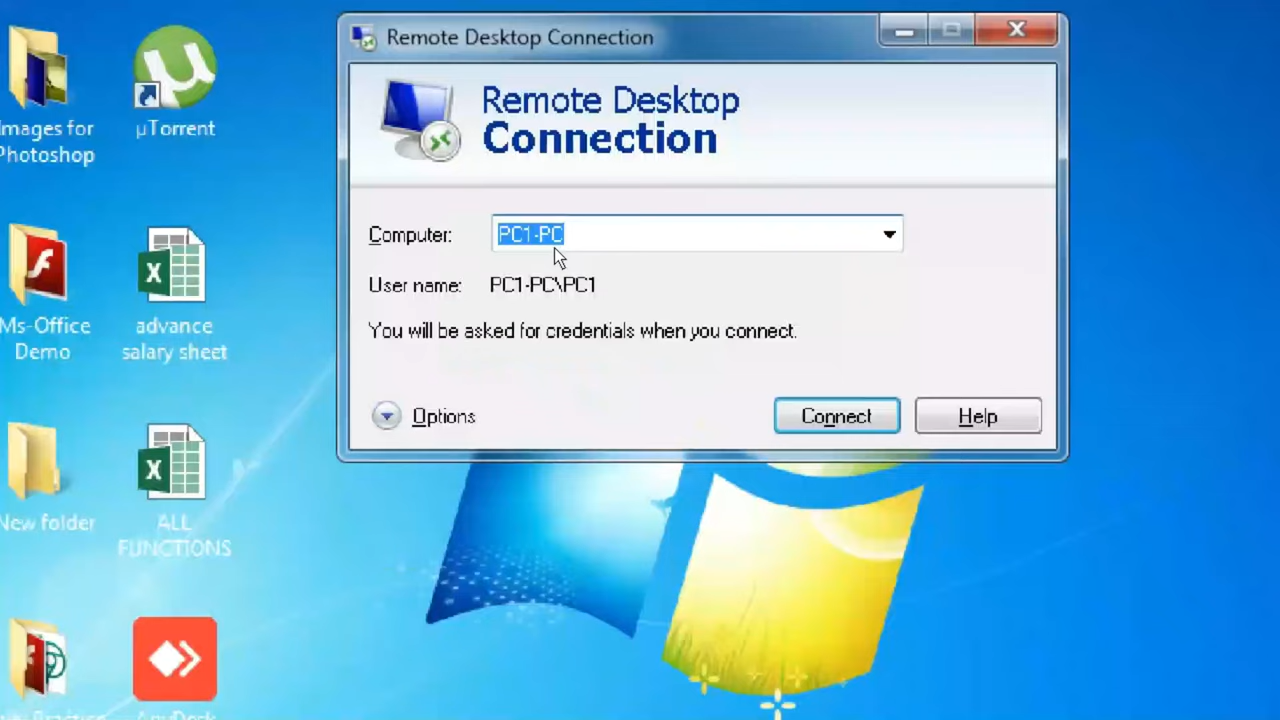 Images for
Photoshop
µTorrent
Ms-Office
Demo
advance
salary sheet
New folder
ALL
FUNCTIONS
Remote Desktop Connection
Remote Desktop
Connection
Computer: PC1-PC
User name: PC1-PC\PC1
You will be asked for credentials when you connect.
Options
Connect
Help
Practice
AnyDesk